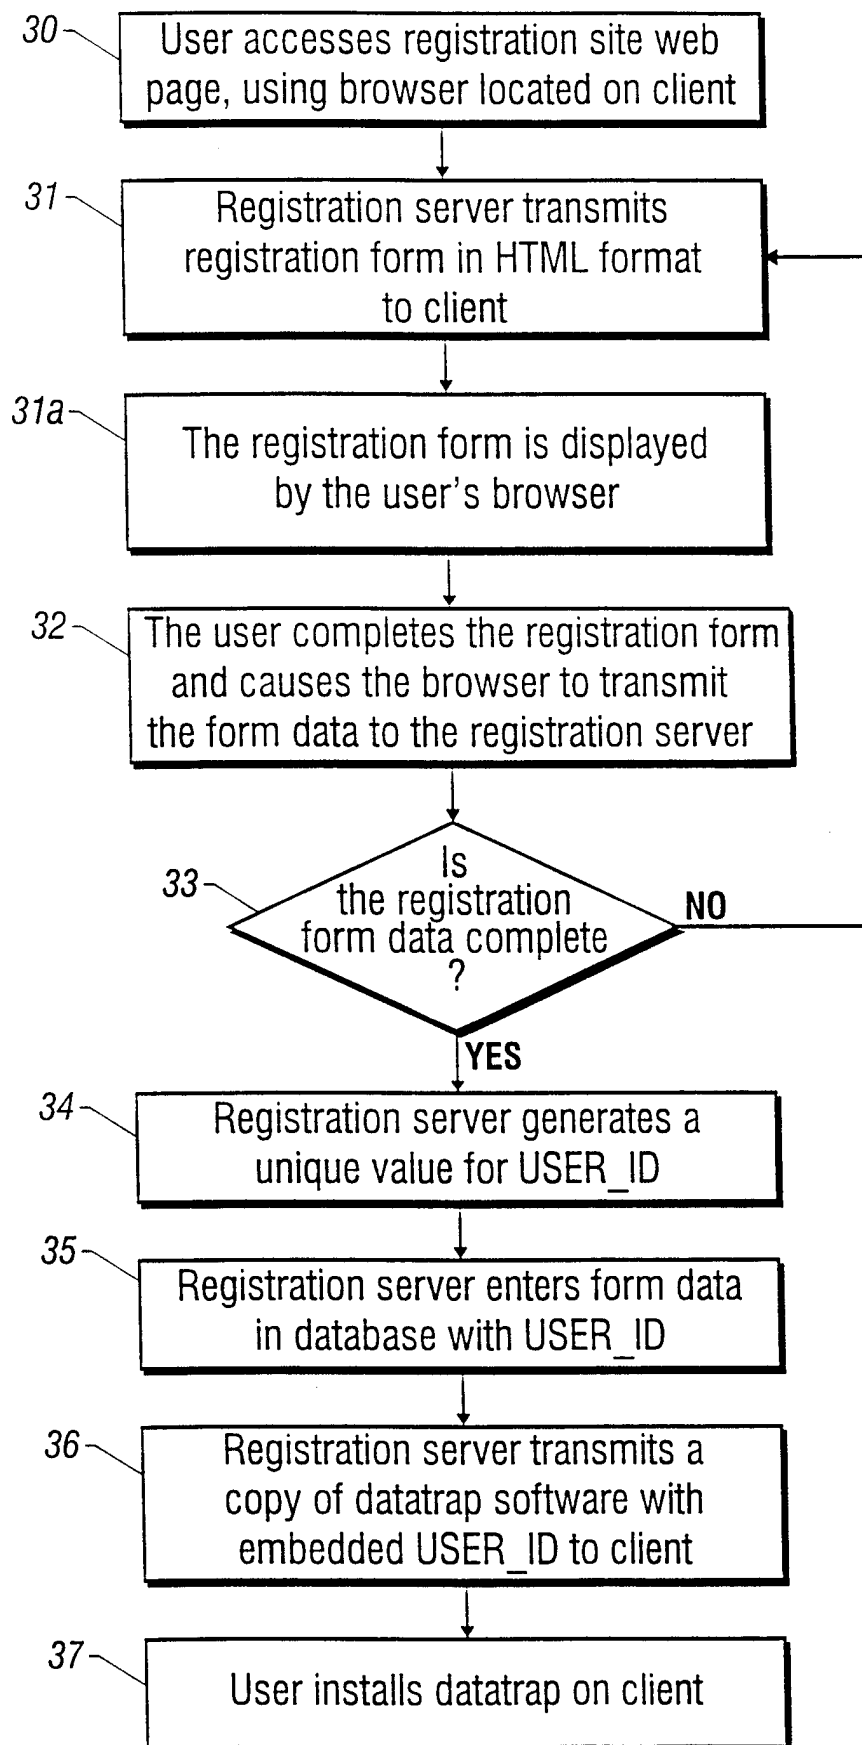 30
User accesses registration site web
page, using browser located on client
31
Registration server transmits
registration form in HTML format
to client
31a
The registration form is displayed
by the user's browser
32
The user completes the registration form
and causes the browser to transmit
the form data to the registration server
33
Is
the registration
form data complete
?
NO
YES
34
Registration server generates a
unique value for USER_ID
35
Registration server enters form data
in database with USER_ID
36
Registration server transmits a
copy of datatrap software with
embedded USER_ID to client
37
User installs datatrap on client